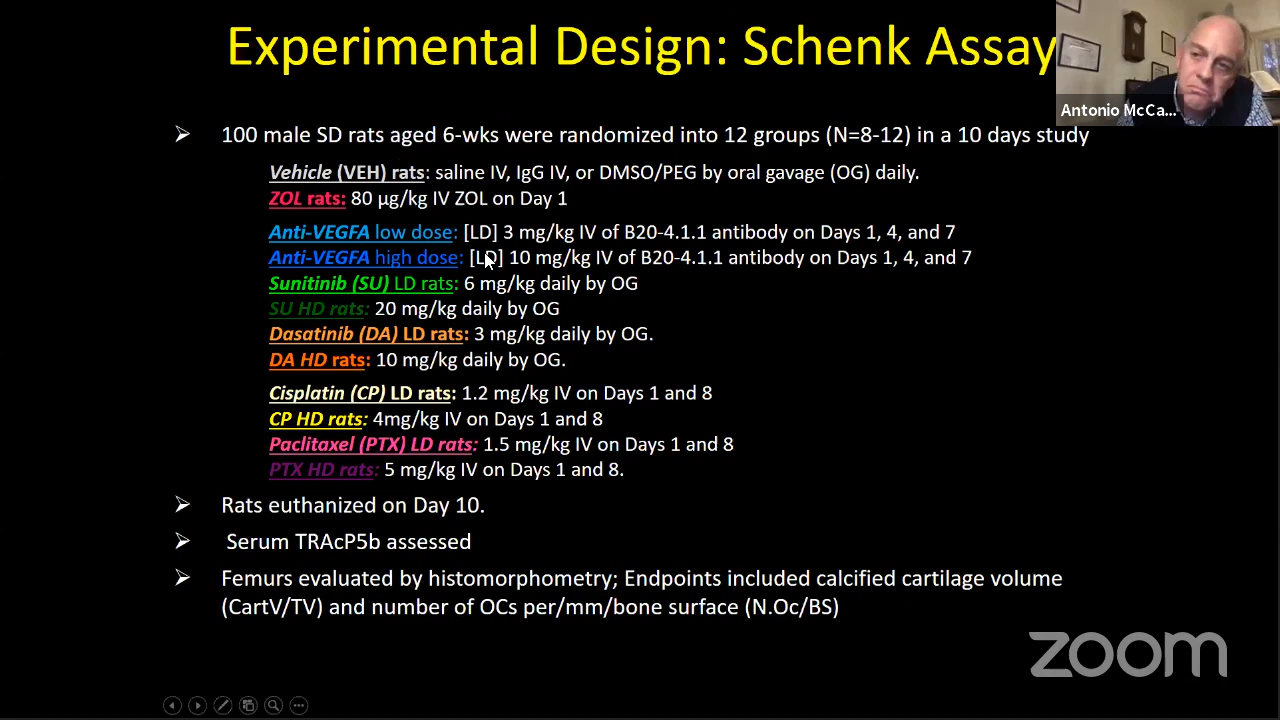 Experimental Design: Schenk Assay
Antonio McCa...
100 male SD rats aged 6-wks were randomized into 12 groups (N=8-12) in a 10 days study
Vehicle (VEH) rats: saline IV, IgG IV, or DMSO/PEG by oral gavage (OG) daily.
ZOL rats: 80 µg/kg IV ZOL on Day 1
Anti-VEGFA low dose: [LD] 3 mg/kg IV of B20-4.1.1 antibody on Days 1, 4, and 7
Anti-VEGFA high dose: [LD] 10 mg/kg IV of B20-4.1.1 antibody on Days 1, 4, and 7
Sunitinib (SU) LD rats: 6 mg/kg daily by OG
SU HD rats: 20 mg/kg daily by OG
Dasatinib (DA) LD rats: 3 mg/kg daily by OG.
DA HD rats: 10 mg/kg daily by OG.
Cisplatin (CP) LD rats: 1.2 mg/kg IV on Days 1 and 8
CP HD rats: 4mg/kg IV on Days 1 and 8
Paclitaxel (PTX) LD rats: 1.5 mg/kg IV on Days 1 and 8
PTX HD rats: 5 mg/kg IV on Days 1 and 8.
Rats euthanized on Day 10.
Serum TRAcP5b assessed
Femurs evaluated by histomorphometry; Endpoints included calcified cartilage volume
(CartV/TV) and number of OCs per/mm/bone surface (N.Oc/BS)
zoom